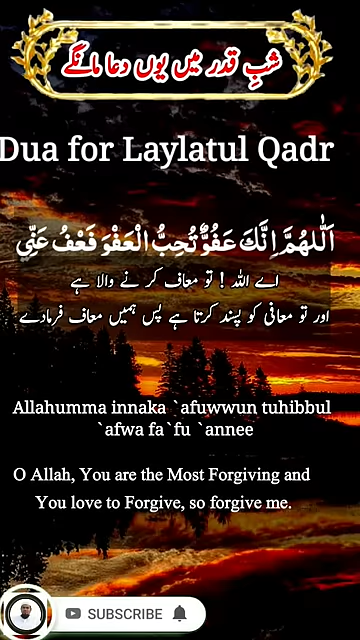 شبِ قدر میں یوں دعا مانگے
Dua for Laylatul Qadr
اَللّٰهُمَّ اِنَّكَ عَفُوٌّ تُحِبُّ الْعَفْوَ فَعْفُ عَنِّي
اے اللہ ! تو معاف کر نے والا ہے
اور تو معافی کو پسند کرتا ہے پس ہمیں معاف فرمادے
Allahumma innaka `afuwwun tuhibbul
`afwa fa`fu `annee
O Allah, You are the Most Forgiving and
You love to Forgive, so forgive me.
SUBSCRIBE